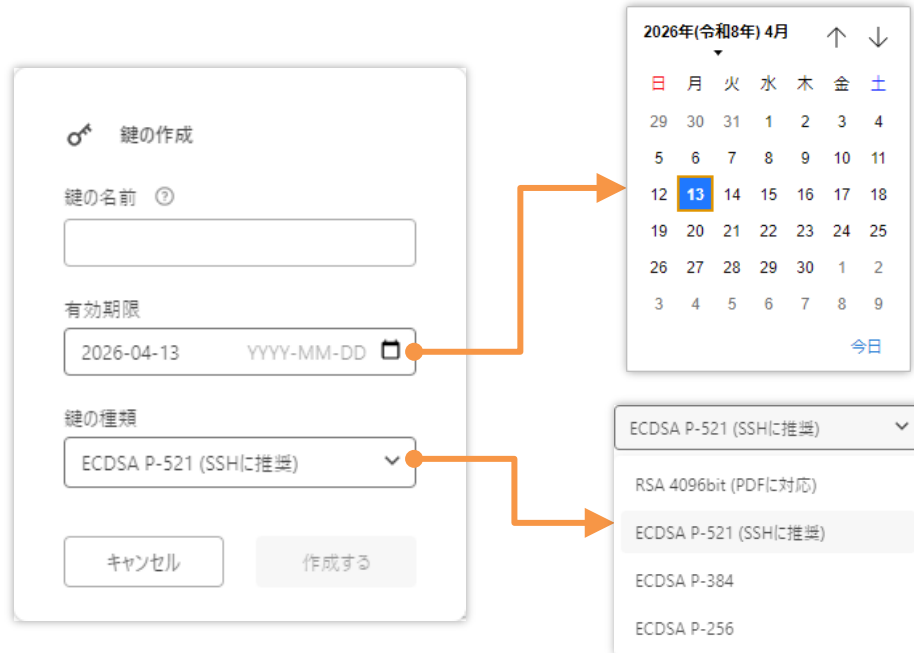 鍵の作成
鍵の名前
有効期限
2026-04-13 YYYY-MM-DD
鍵の種類
ECDSA P-521 (SSHに推奨)
キャンセル 作成する
2026年(令和8年) 4月
日 月 火 水 木 金 土
29 30 31 1 2 3 4
5 6 7 8 9 10 11
12 13 14 15 16 17 18
19 20 21 22 23 24 25
26 27 28 29 30 1 2
3 4 5 6 7 8 9
今日
ECDSA P-521 (SSHに推奨)
RSA 4096bit (PDFに対応)
ECDSA P-521 (SSHに推奨)
ECDSA P-384
ECDSA P-256